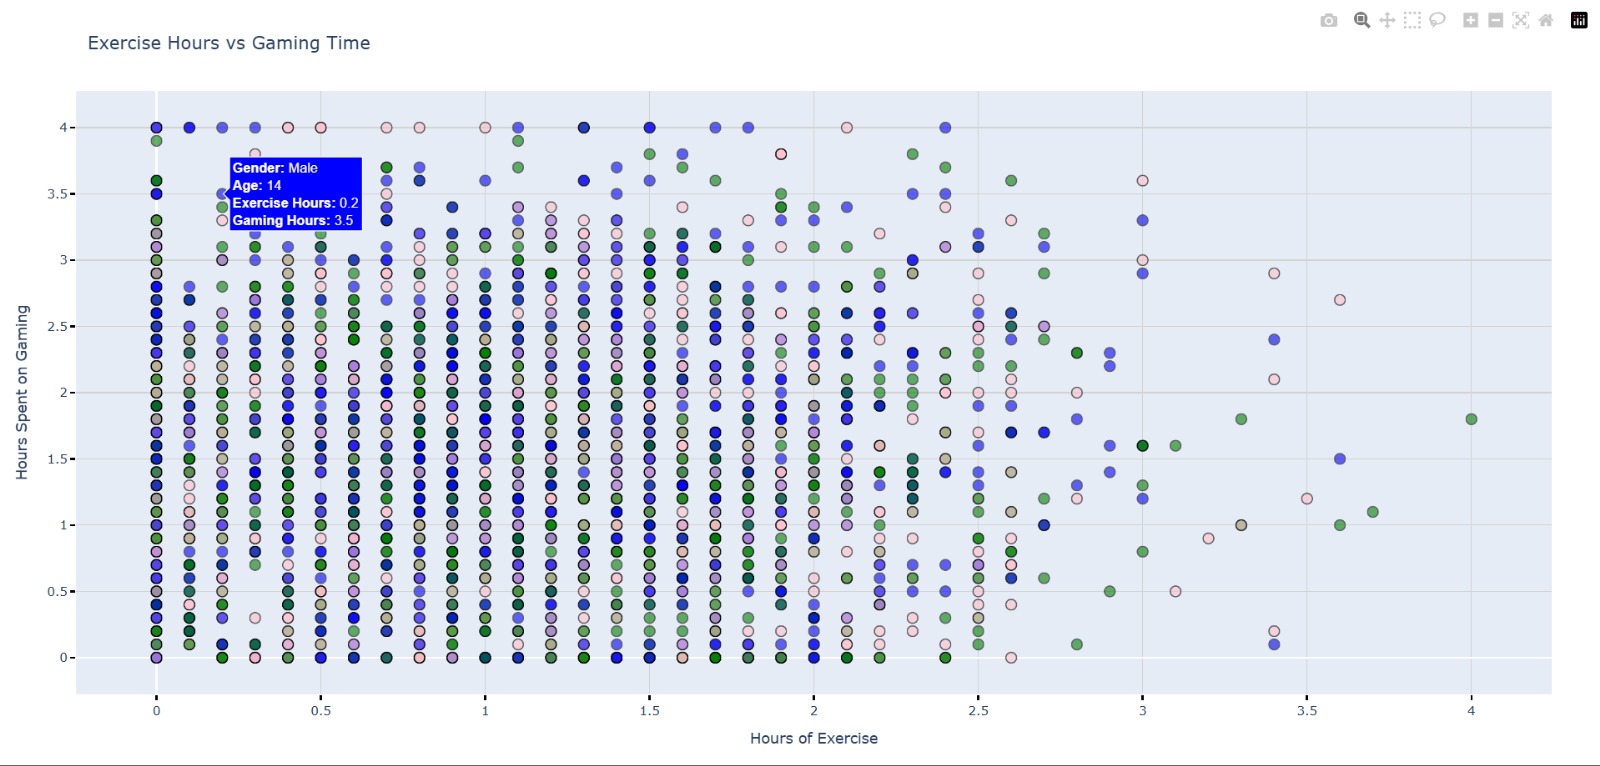 Exercise Hours vs Gaming Time
4
3.5
3
2.5
2
1.5
1
0.5
0
Hours Spent on Gaming
Gender: Male
Age: 14
Exercise Hours: 0.2
Gaming Hours: 3.5
0
0.5
1
1.5
2
2.5
3
3.5
4
Hours of Exercise